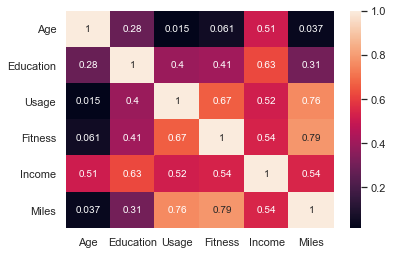 Age 1 0.28 0.015 0.061 0.51 0.037
Education 0.28 1 0.4 0.41 0.63 0.31
Usage 0.015 0.4 1 0.67 0.52 0.76
Fitness 0.061 0.41 0.67 1 0.54 0.79
Income 0.51 0.63 0.52 0.54 1 0.54
Miles 0.037 0.31 0.76 0.79 0.54 1
Age Education Usage Fitness Income Miles
1.0
0.8
0.6
0.4
0.2